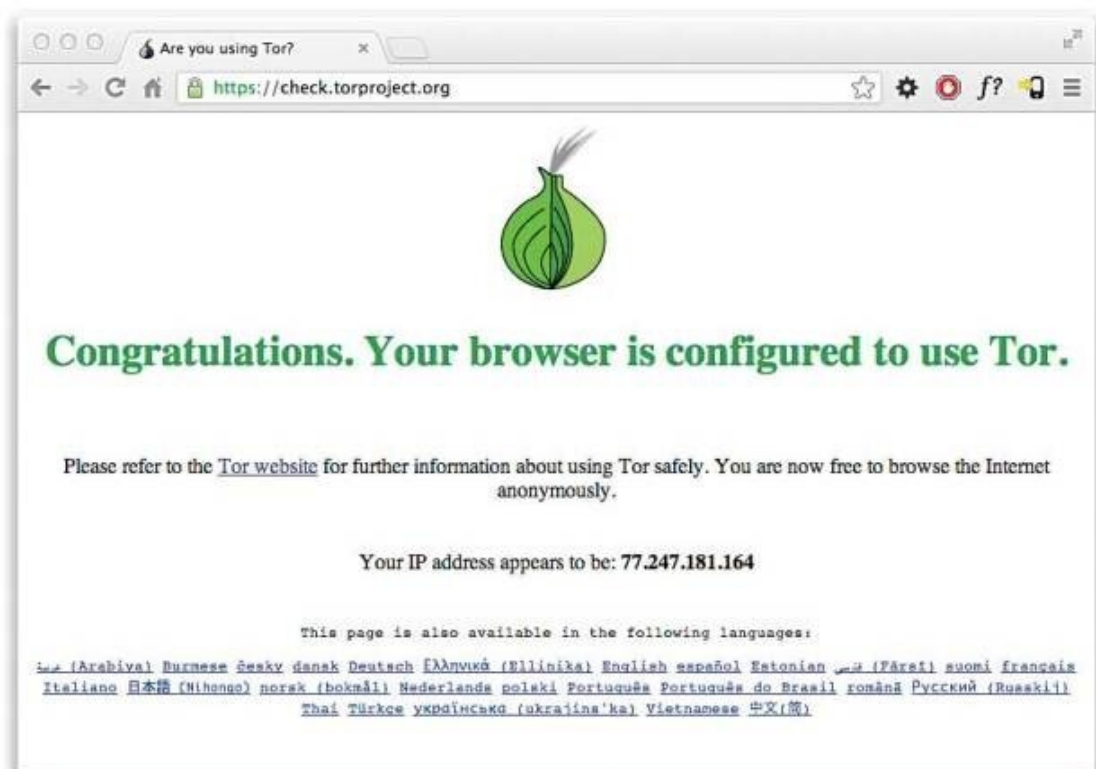 Are you using Tor?
https://check.torproject.org
f?
Congratulations. Your browser is configured to use Tor.
Please refer to the Tor website for further information about using Tor safely. You are now free to browse the Internet
anonymously.
Your IP address appears to be: 77.247.181.164
This page is also available in the following languages:
(Arabiya) Burmese česky dansk Deutsch Ελληνικά (Ellinika) English español Estonian (Fārsī) suomi français
Italiano 日本語 (Nihongo) norsk (bokmål) Nederlands polski Português Português do Brasil română Русский (Russkij)
Thai Türkçe українська (ukrajins'ka) Vietnamese 中文(简)